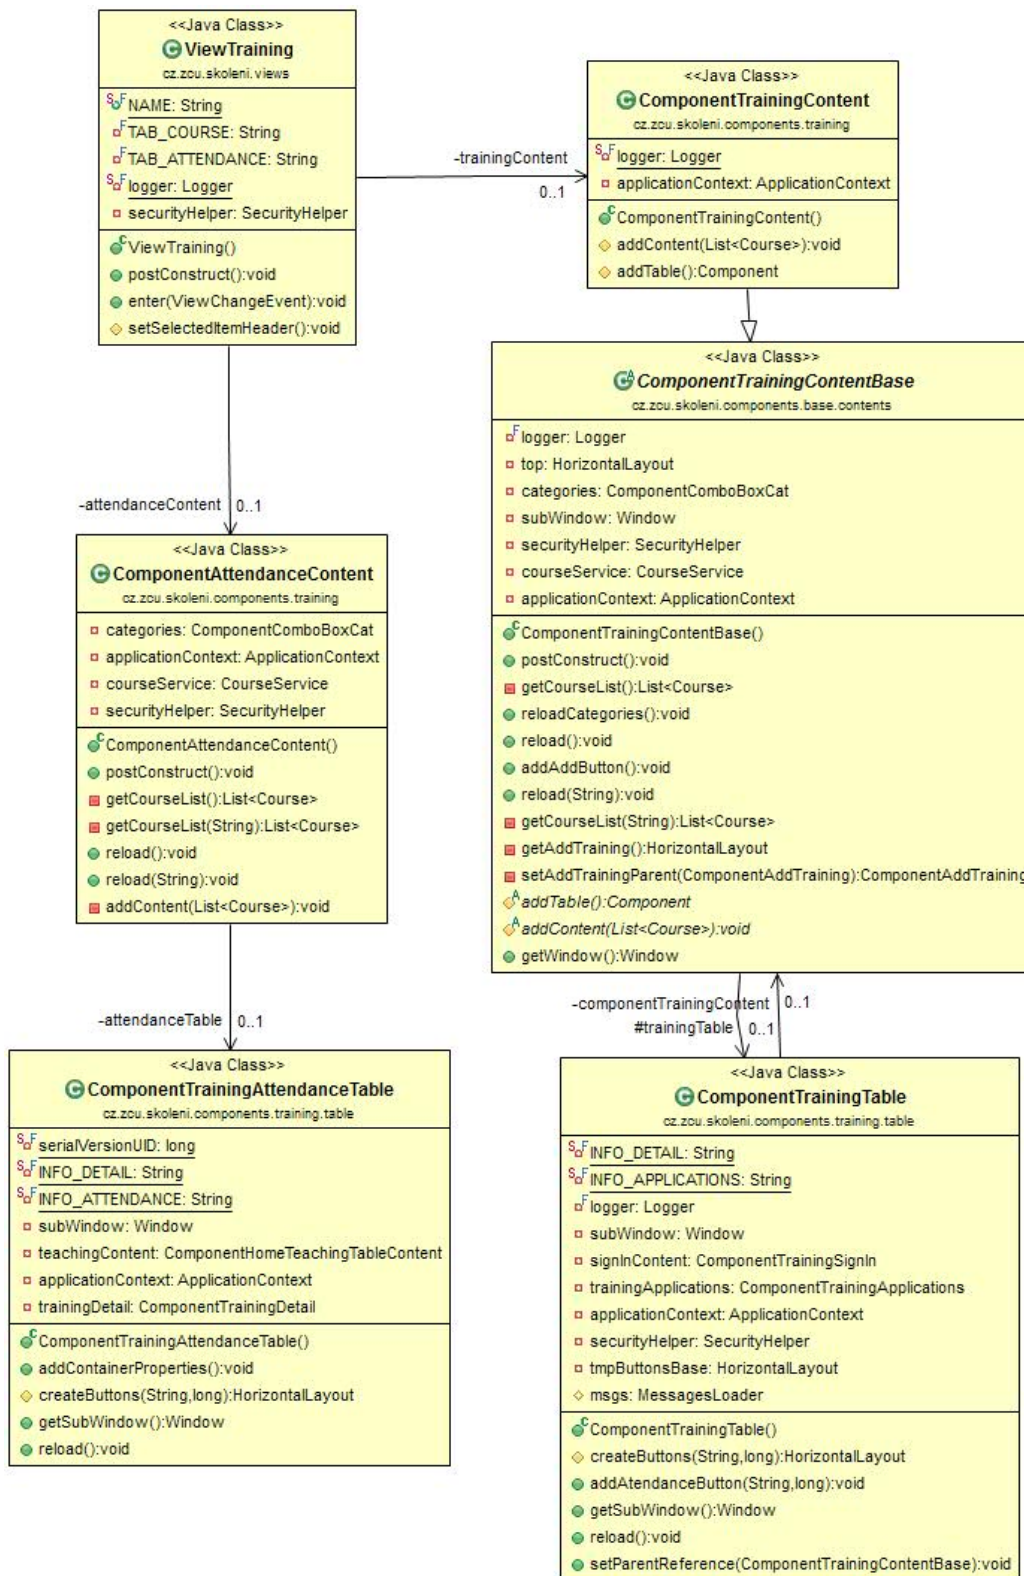 <<Java Class>>
ViewTraining
cz.zcu.skoleni.views
NAME: String
TAB_COURSE: String
TAB_ATTENDANCE: String
logger: Logger
securityHelper: SecurityHelper
ViewTraining()
postConstruct():void
enter(ViewChangeEvent):void
setSelectedItemHeader():void
-trainingContent
0..1
<<Java Class>>
ComponentTrainingContent
cz.zcu.skoleni.components.training
logger: Logger
applicationContext: ApplicationContext
ComponentTrainingContent()
addContent(List<Course>):void
addTable():Component
<<Java Class>>
ComponentTrainingContentBase
cz.zcu.skoleni.components.base.contents
logger: Logger
top: HorizontalLayout
categories: ComponentComboBoxCat
subWindow: Window
securityHelper: SecurityHelper
courseService: CourseService
applicationContext: ApplicationContext
ComponentTrainingContentBase()
postConstruct():void
getCourseList():List<Course>
reloadCategories():void
reload():void
addAddButton():void
reload(String):void
getCourseList(String):List<Course>
getAddTraining():HorizontalLayout
setAddTrainingParent(ComponentAddTraining):ComponentAddTraining
addTable():Component
addContent(List<Course>):void
getWindow():Window
-attendanceContent 0..1
<<Java Class>>
ComponentAttendanceContent
cz.zcu.skoleni.components.training
categories: ComponentComboBoxCat
applicationContext: ApplicationContext
courseService: CourseService
securityHelper: SecurityHelper
ComponentAttendanceContent()
postConstruct():void
getCourseList():List<Course>
getCourseList(String):List<Course>
reload():void
reload(String):void
addContent(List<Course>):void
-attendanceTable 0..1
-componentTrainingContent 0..1
#trainingTable 0..1
<<Java Class>>
ComponentTrainingAttendanceTable
cz.zcu.skoleni.components.training.table
serialVersionUID: long
INFO_DETAIL: String
INFO_ATTENDANCE: String
subWindow: Window
teachingContent: ComponentHomeTeachingTableContent
applicationContext: ApplicationContext
trainingDetail: ComponentTrainingDetail
ComponentTrainingAttendanceTable()
addContainerProperties():void
createButtons(String,long):HorizontalLayout
getSubWindow():Window
reload():void
<<Java Class>>
ComponentTrainingTable
cz.zcu.skoleni.components.training.table
INFO_DETAIL: String
INFO_APPLICATIONS: String
logger: Logger
subWindow: Window
signInContent: ComponentTrainingSignIn
trainingApplications: ComponentTrainingApplications
applicationContext: ApplicationContext
securityHelper: SecurityHelper
tmpButtonsBase: HorizontalLayout
msgs: MessagesLoader
ComponentTrainingTable()
createButtons(String,long):HorizontalLayout
addAtendanceButton(String,long):void
getSubWindow():Window
reload():void
setParentReference(ComponentTrainingContentBase):void